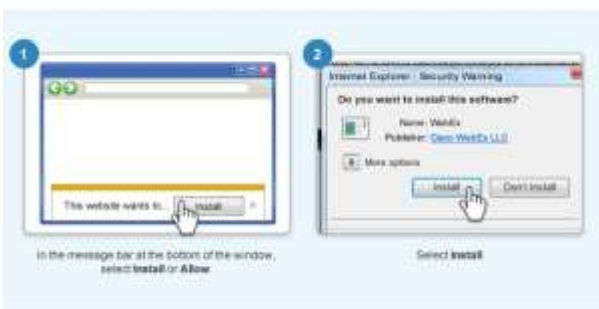 1
This website wants to...
Install
In the message bar at the bottom of the window,
select Install or Allow
2
Internet Explorer - Security Warning
Do you want to install this software?
Name: WebEx
Publisher: Cisco WebEx LLC
More options
Install
Don't install
Select Install